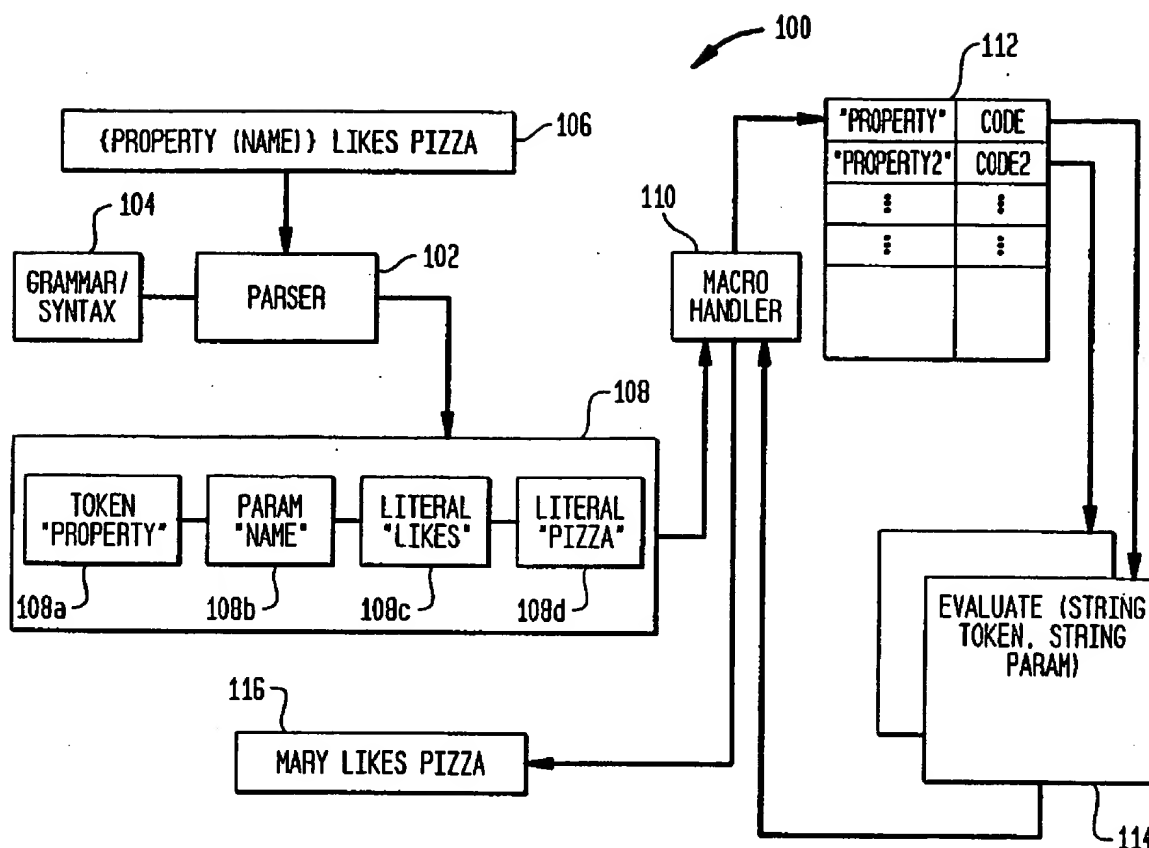 100
112
{PROPERTY (NAME)} LIKES PIZZA
106
"PROPERTY"
CODE
"PROPERTY2"
CODE2
104
GRAMMAR/
SYNTAX
102
PARSER
110
MACRO
HANDLER
108
TOKEN
"PROPERTY"
PARAM
"NAME"
LITERAL
"LIKES"
LITERAL
"PIZZA"
108a
108b
108c
108d
EVALUATE (STRING
TOKEN, STRING
PARAM)
116
MARY LIKES PIZZA
114